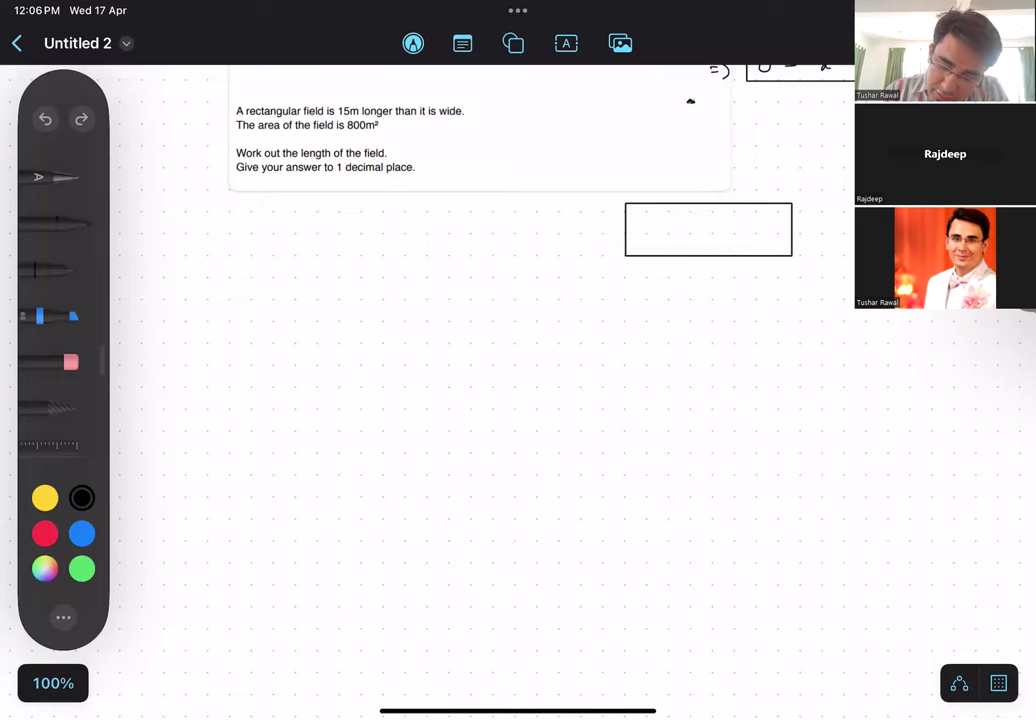 12:06 PM Wed 17 Apr
Untitled 2
A
Tushar Rawal
A rectangular field is 15m longer than it is wide.
The area of the field is 800m²
Work out the length of the field.
Give your answer to 1 decimal place.
Rajdeep
Rajdeep
A
80
Tushar Rawal
100%